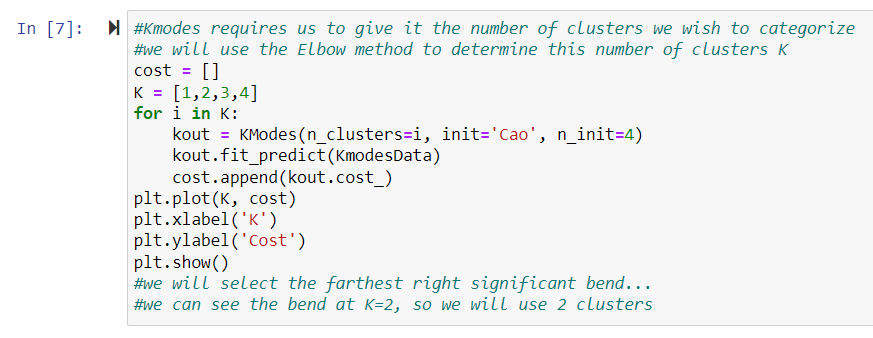 In [7]: #Kmodes requires us to give it the number of clusters we wish to categorize
#we will use the Elbow method to determine this number of clusters K
cost = []
K = [1,2,3,4]
for i in K:
    kout = KModes(n_clusters=i, init='Cao', n_init=4)
    kout.fit_predict(KmodesData)
    cost.append(kout.cost_)
plt.plot(K, cost)
plt.xlabel('K')
plt.ylabel('Cost')
plt.show()
#we will select the farthest right significant bend...
#we can see the bend at K=2, so we will use 2 clusters